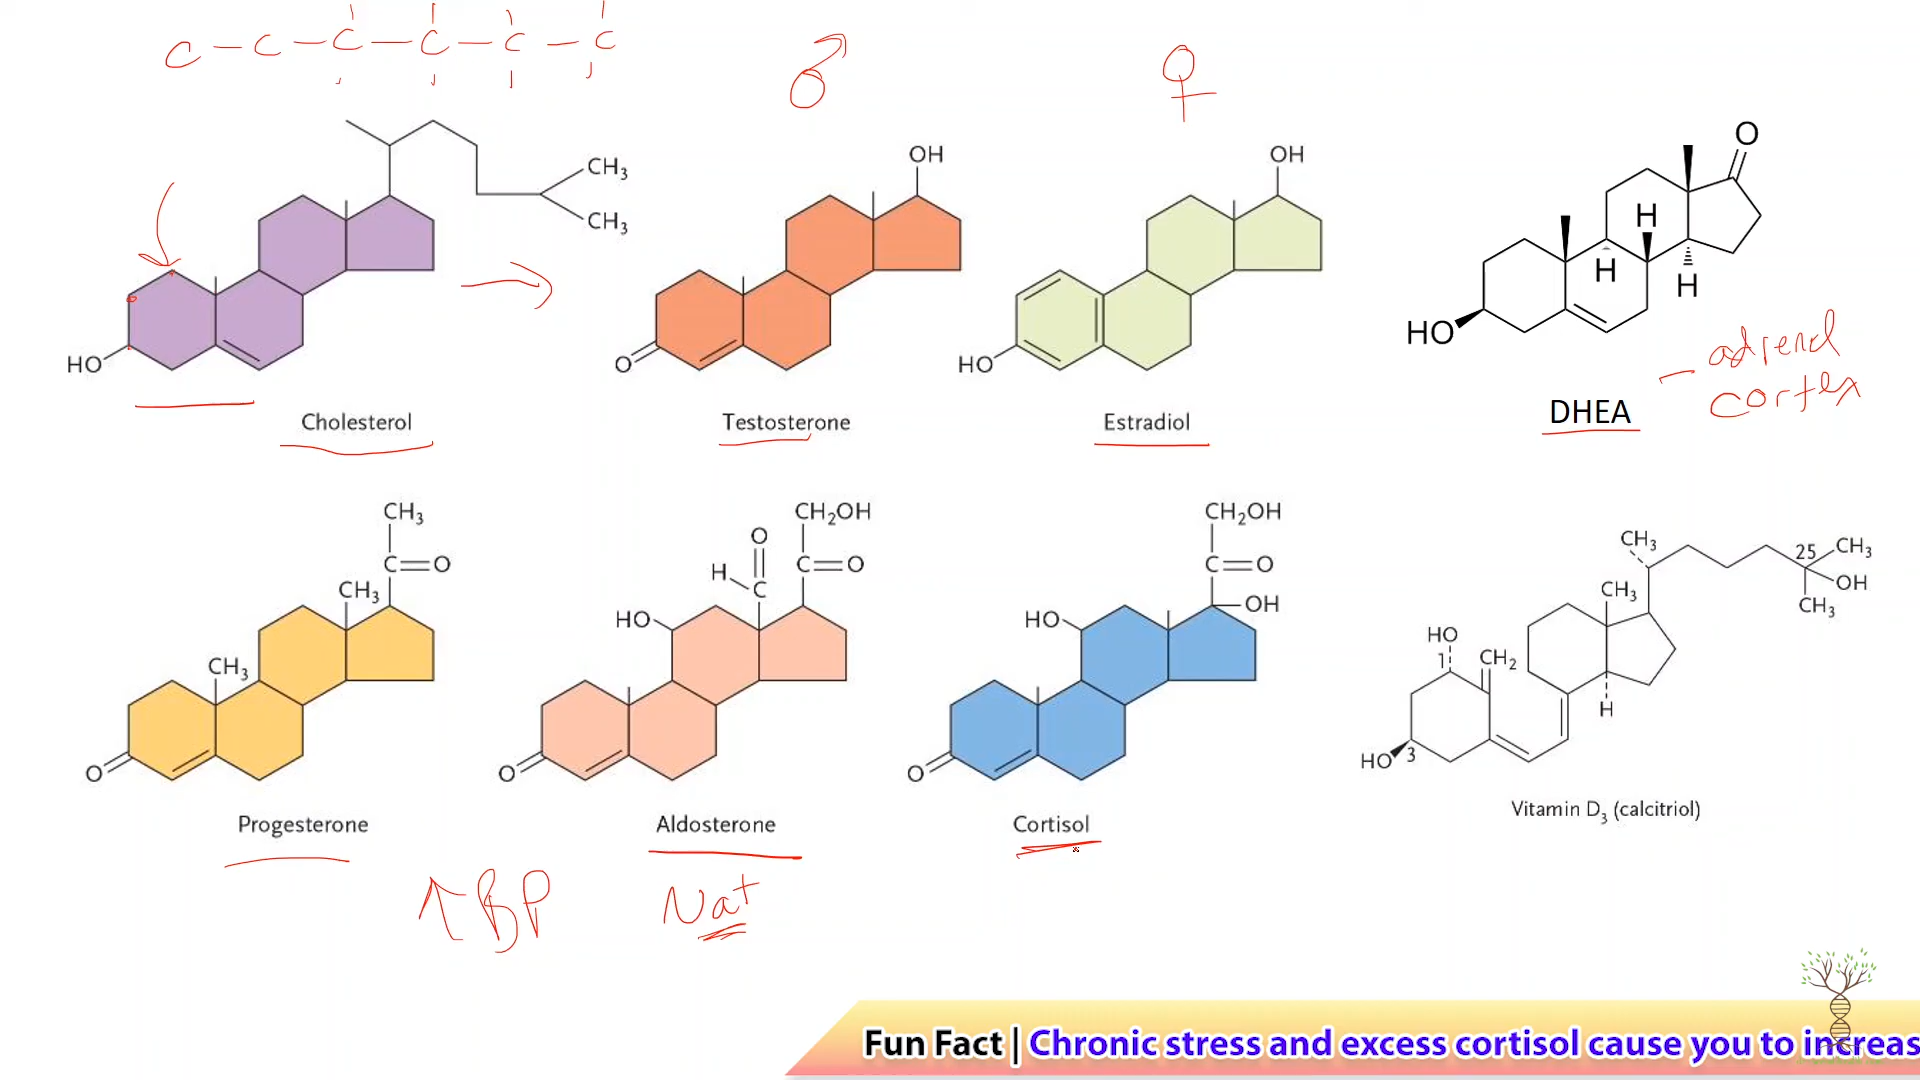 C – C – C – C – C – C
♂
♀
CH₃
CH₃
HO
Cholesterol
OH
O
Testosterone
OH
HO
Estradiol
O
H
H
H
HO
DHEA
– adrenal
cortex
CH₃
C=O
CH₃
CH₃
O
Progesterone
CH₂OH
O
H
C
C=O
HO
O
Aldosterone
CH₂OH
C=O
OH
HO
O
Cortisol
CH₃
25
CH₃
OH
CH₃
CH₃
HO
1
CH₂
H
HO
3
Vitamin D₃ (calcitriol)
↑ BP
Na⁺
Fun Fact | Chronic stress and excess cortisol cause you to increas